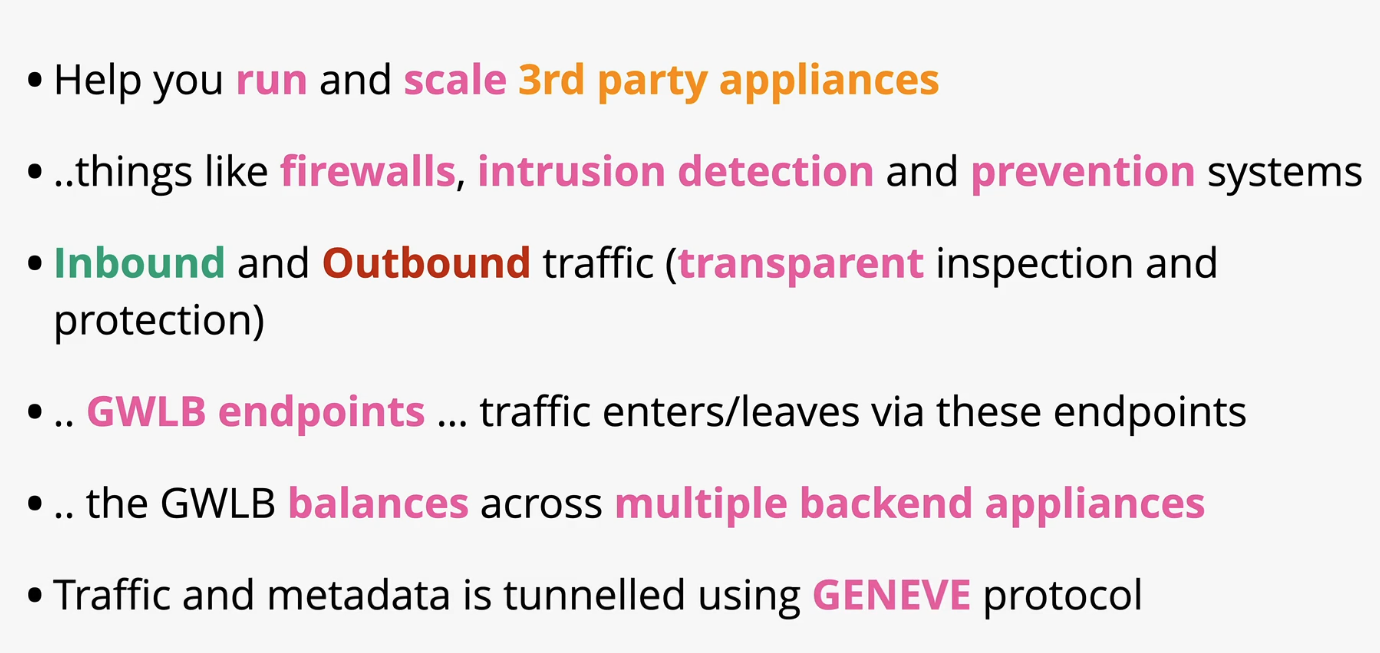 • Help you run and scale 3rd party appliances
• ..things like firewalls, intrusion detection and prevention systems
• Inbound and Outbound traffic (transparent inspection and
protection)
• .. GWLB endpoints ... traffic enters/leaves via these endpoints
• .. the GWLB balances across multiple backend appliances
• Traffic and metadata is tunnelled using GENEVE protocol